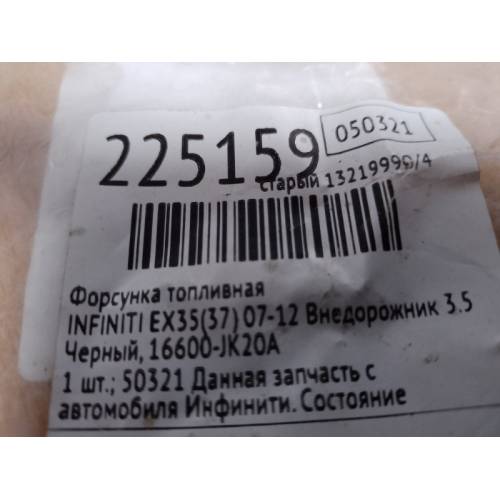 225159
050321
старый 13219999/4
Форсунка топливная
INFINITI EX35(37) 07-12 Внедорожник 3.5
Черный, 16600-JK20A
1 шт.; 50321 Данная запчасть с
автомобиля Инфинити. Состояние